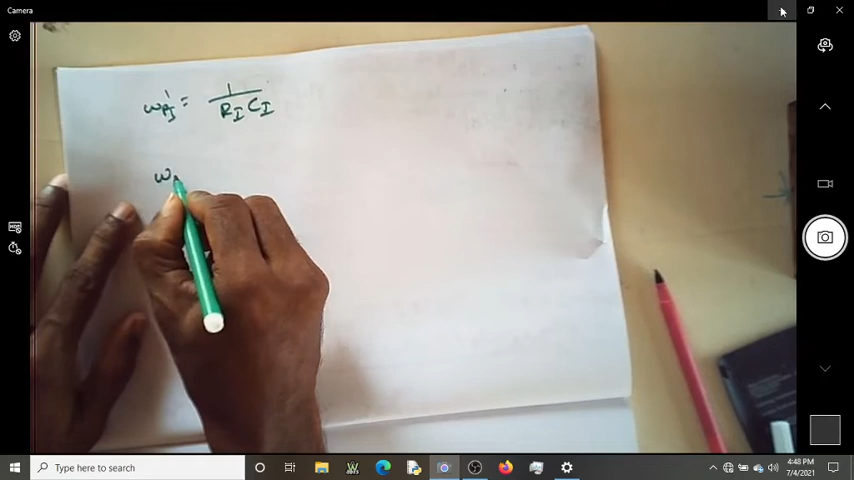 Camera
ωp'I = 1 / RI CI
ω
Type here to search
4:48 PM
7/4/2021